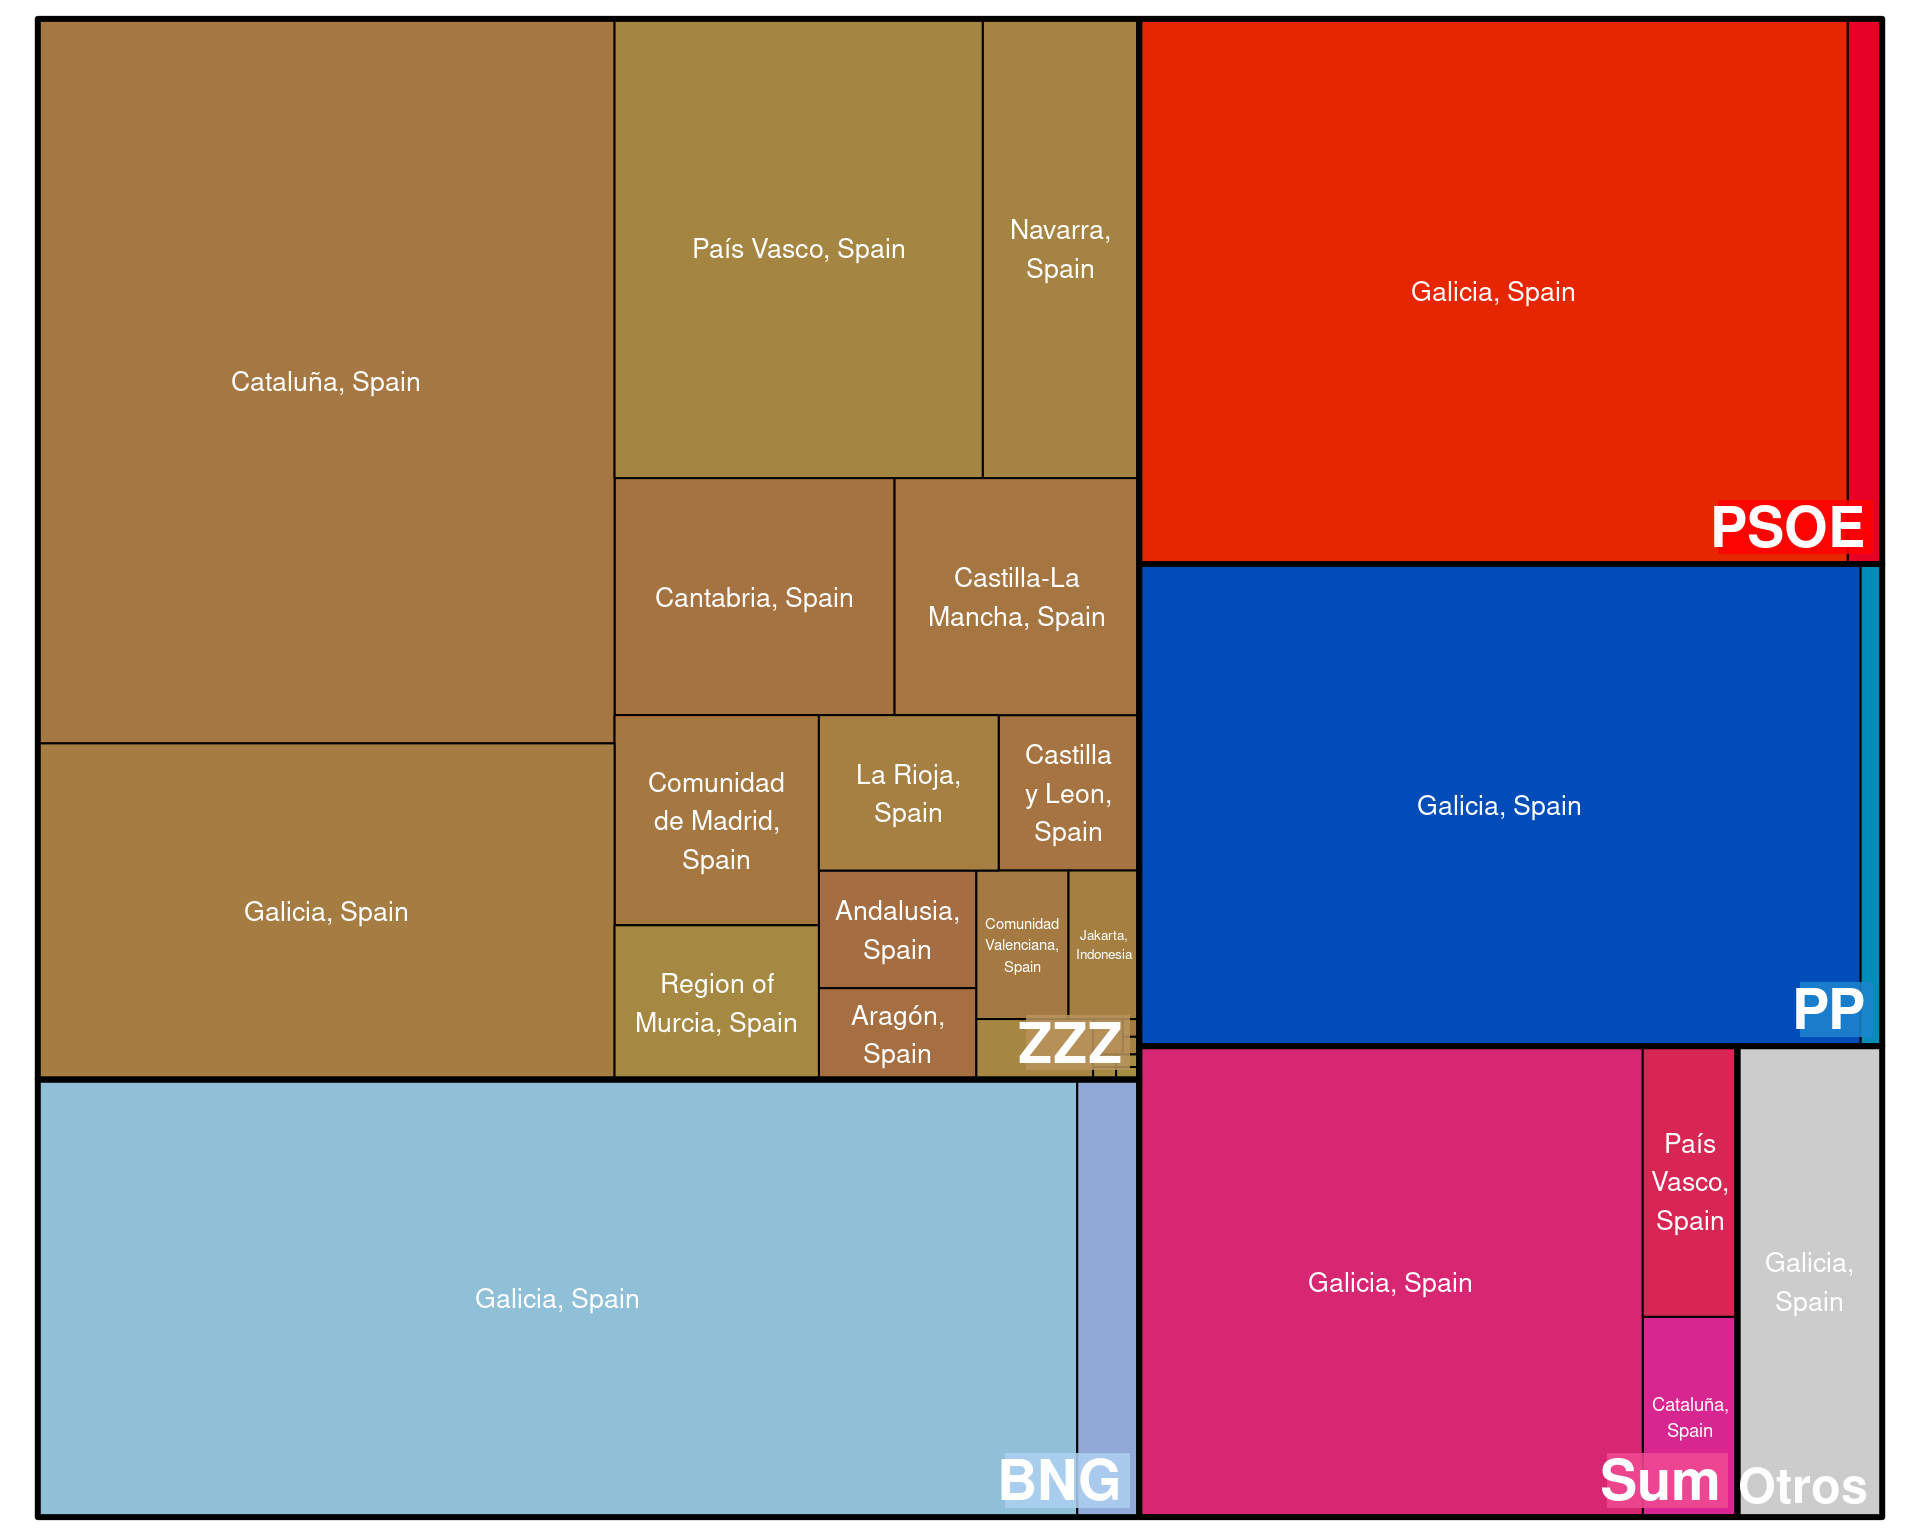 Cataluña, Spain
País Vasco, Spain
Navarra,
Spain
Cantabria, Spain
Castilla-La
Mancha, Spain
Galicia, Spain
Comunidad
de Madrid,
Spain
La Rioja,
Spain
Castilla
y Leon,
Spain
Region of
Murcia, Spain
Andalusia,
Spain
Aragón,
Spain
Comunidad
Valenciana,
Spain
Jakarta,
Indonesia
ZZZ
Galicia, Spain
BNG
Galicia, Spain
PSOE
Galicia, Spain
PP
Galicia, Spain
País
Vasco,
Spain
Cataluña,
Spain
Sum
Galicia,
Spain
Otros